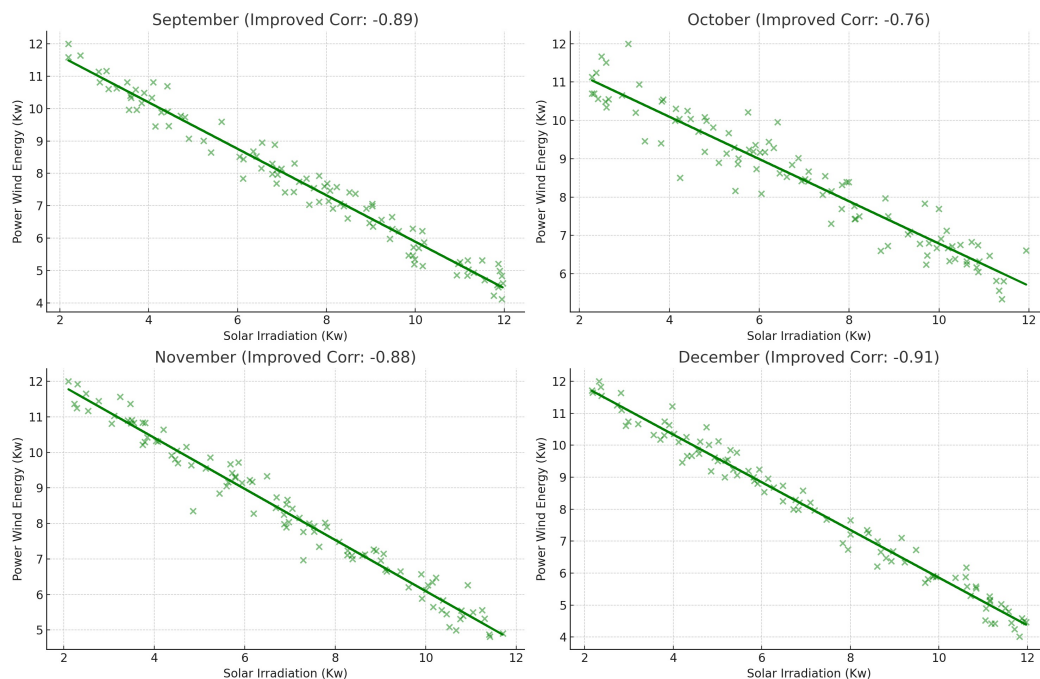 September (Improved Corr: -0.89)
Power Wind Energy (Kw)
12
11
10
9
8
7
6
5
4
2 4 6 8 10 12
Solar Irradiation (Kw)
October (Improved Corr: -0.76)
Power Wind Energy (Kw)
12
11
10
9
8
7
6
2 4 6 8 10 12
Solar Irradiation (Kw)
November (Improved Corr: -0.88)
Power Wind Energy (Kw)
12
11
10
9
8
7
6
5
2 4 6 8 10 12
Solar Irradiation (Kw)
December (Improved Corr: -0.91)
Power Wind Energy (Kw)
12
11
10
9
8
7
6
5
4
2 4 6 8 10 12
Solar Irradiation (Kw)